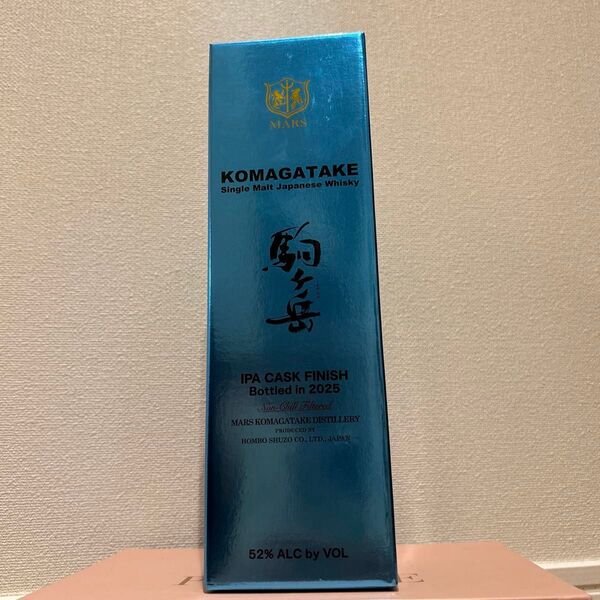 MARS
KOMAGATAKE
Single Malt Japanese Whisky
駒ヶ岳
IPA CASK FINISH
Bottled in 2025
Non-Chill Filtered
MARS KOMAGATAKE DISTILLERY
PRODUCED BY
HOMBO SHUZO CO., LTD., JAPAN
52% ALC by VOL